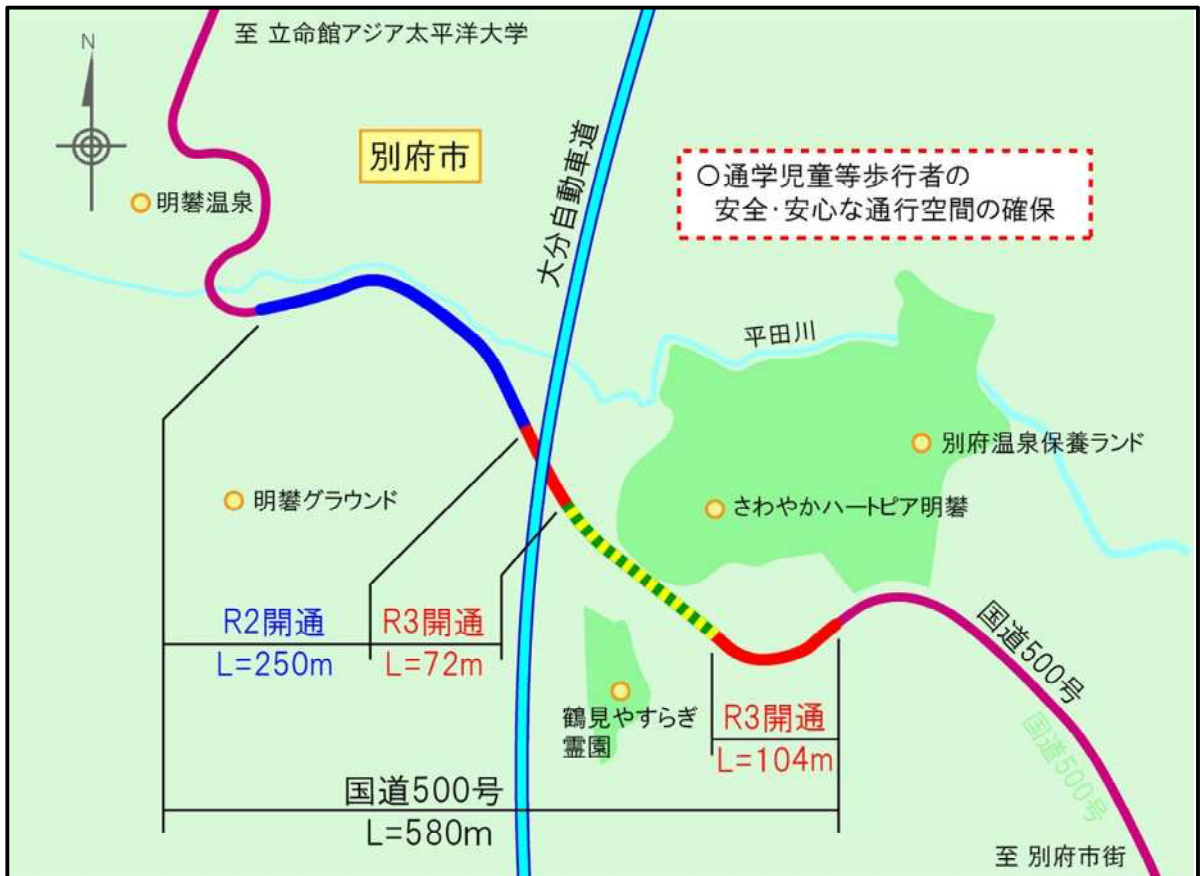 至 立命館アジア太平洋大学
N
別府市
大分自動車道
○通学児童等歩行者の
安全・安心な通行空間の確保
明礬温泉
平田川
別府温泉保養ランド
明礬グラウンド
さわやかハートピア明礬
R2開通
L=250m
R3開通
L=72m
国道500号
国道500号
鶴見やすらぎ
霊園
R3開通
L=104m
国道500号
L=580m
至 別府市街